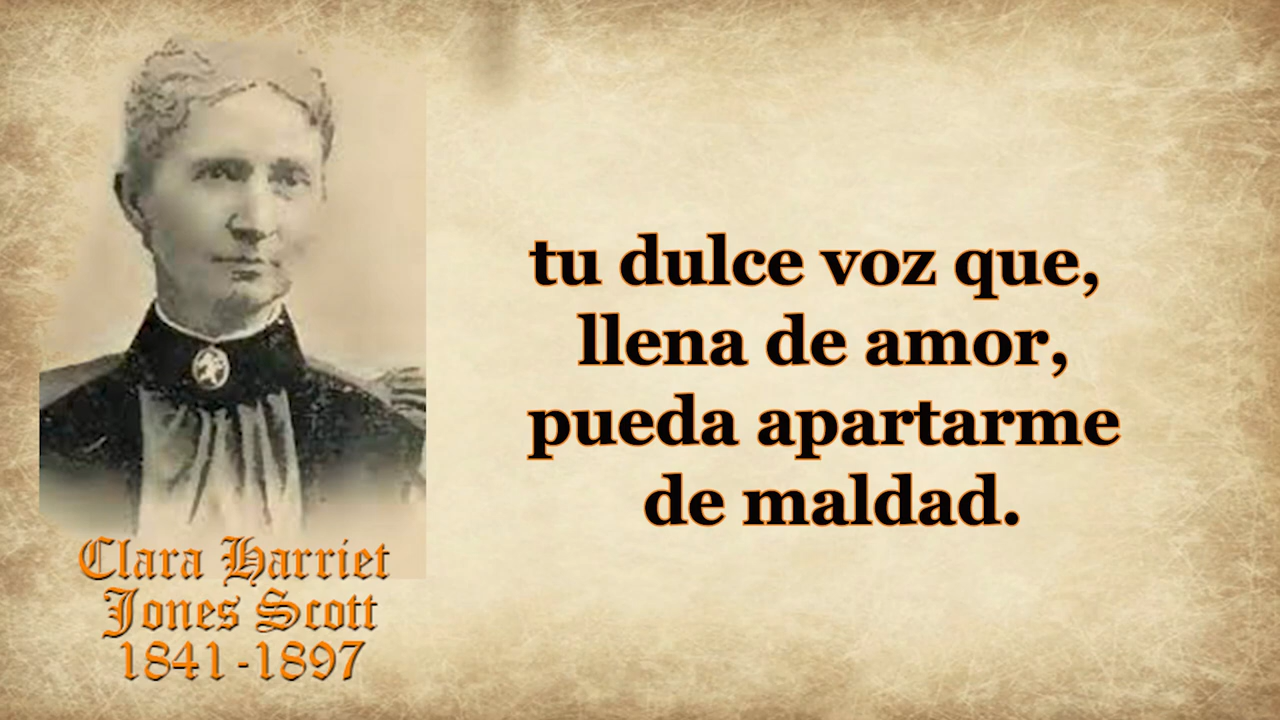 tu dulce voz que,
llena de amor,
pueda apartarme
de maldad.
Clara Harriet
Jones Scott
1841-1897